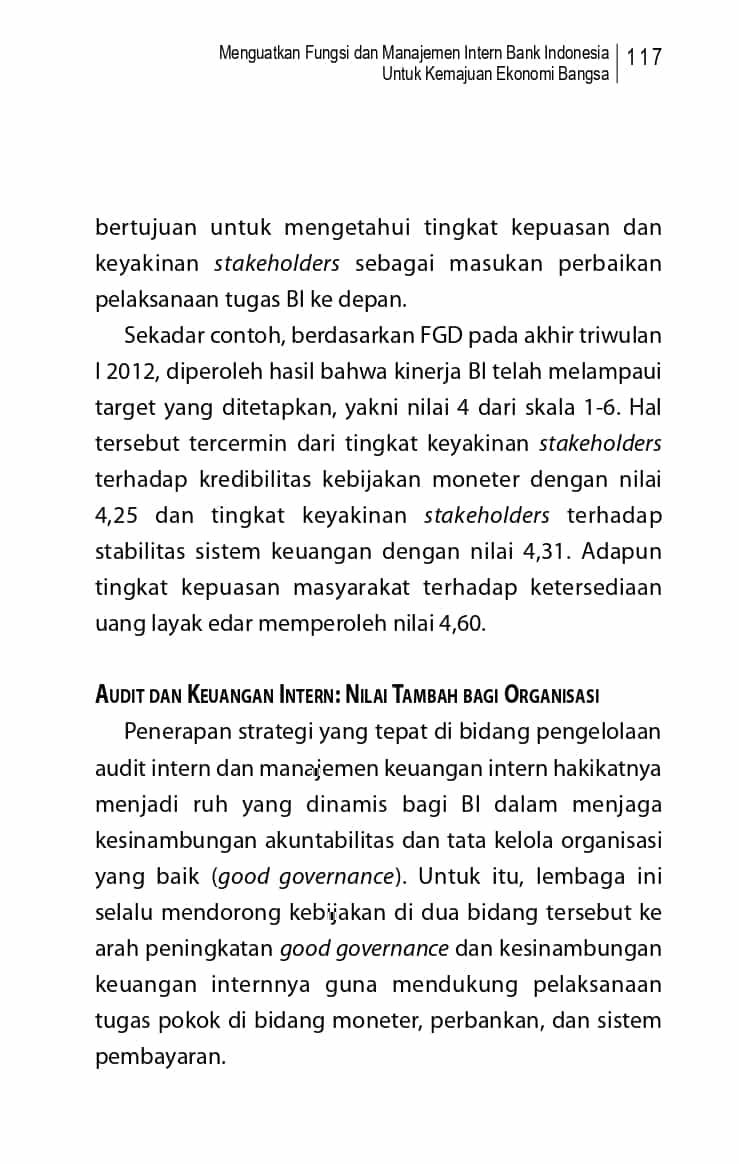 Menguatkan Fungsi dan Manajemen Intern Bank Indonesia
Untuk Kemajuan Ekonomi Bangsa
117
bertujuan untuk mengetahui tingkat kepuasan dan
keyakinan stakeholders sebagai masukan perbaikan
pelaksanaan tugas BI ke depan.
Sekadar contoh, berdasarkan FGD pada akhir triwulan
I 2012, diperoleh hasil bahwa kinerja BI telah melampaui
target yang ditetapkan, yakni nilai 4 dari skala 1-6. Hal
tersebut tercermin dari tingkat keyakinan stakeholders
terhadap kredibilitas kebijakan moneter dengan nilai
4,25 dan tingkat keyakinan stakeholders terhadap
stabilitas sistem keuangan dengan nilai 4,31. Adapun
tingkat kepuasan masyarakat terhadap ketersediaan
uang layak edar memperoleh nilai 4,60.
AUDIT DAN KEUANGAN INTERN: NILAI TAMBAH BAGI ORGANISASI
Penerapan strategi yang tepat di bidang pengelolaan
audit intern dan manajemen keuangan intern hakikatnya
menjadi ruh yang dinamis bagi BI dalam menjaga
kesinambungan akuntabilitas dan tata kelola organisasi
yang baik (good governance). Untuk itu, lembaga ini
selalu mendorong kebijakan di dua bidang tersebut ke
arah peningkatan good governance dan kesinambungan
keuangan internnya guna mendukung pelaksanaan
tugas pokok di bidang moneter, perbankan, dan sistem
pembayaran.